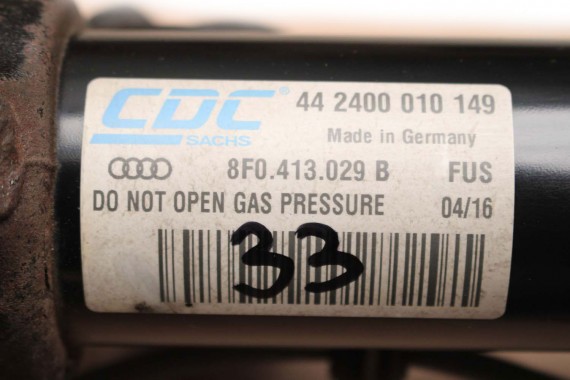 CDC® 44 2400 010 149
SACHS Made in Germany
8F0.413.029 B FUS
DO NOT OPEN GAS PRESSURE 04/16
33